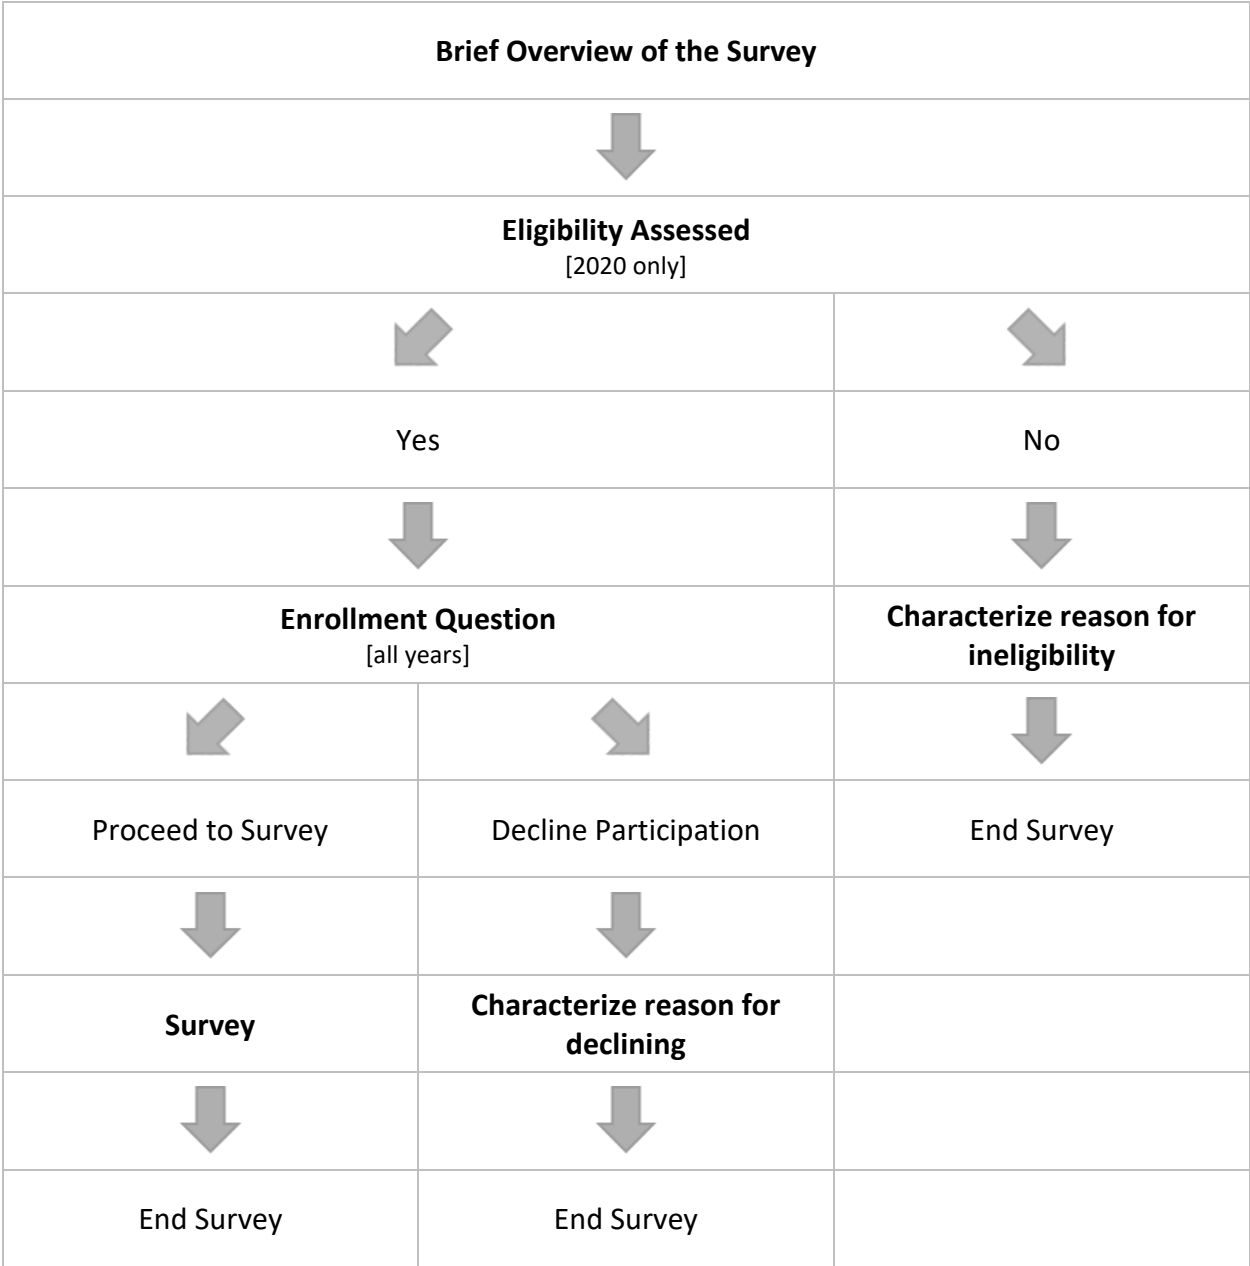 Brief Overview of the Survey
Eligibility Assessed
[2020 only]
Yes
No
Enrollment Question
[all years]
Characterize reason for
ineligibility
Proceed to Survey
Decline Participation
End Survey
Survey
Characterize reason for
declining
End Survey
End Survey